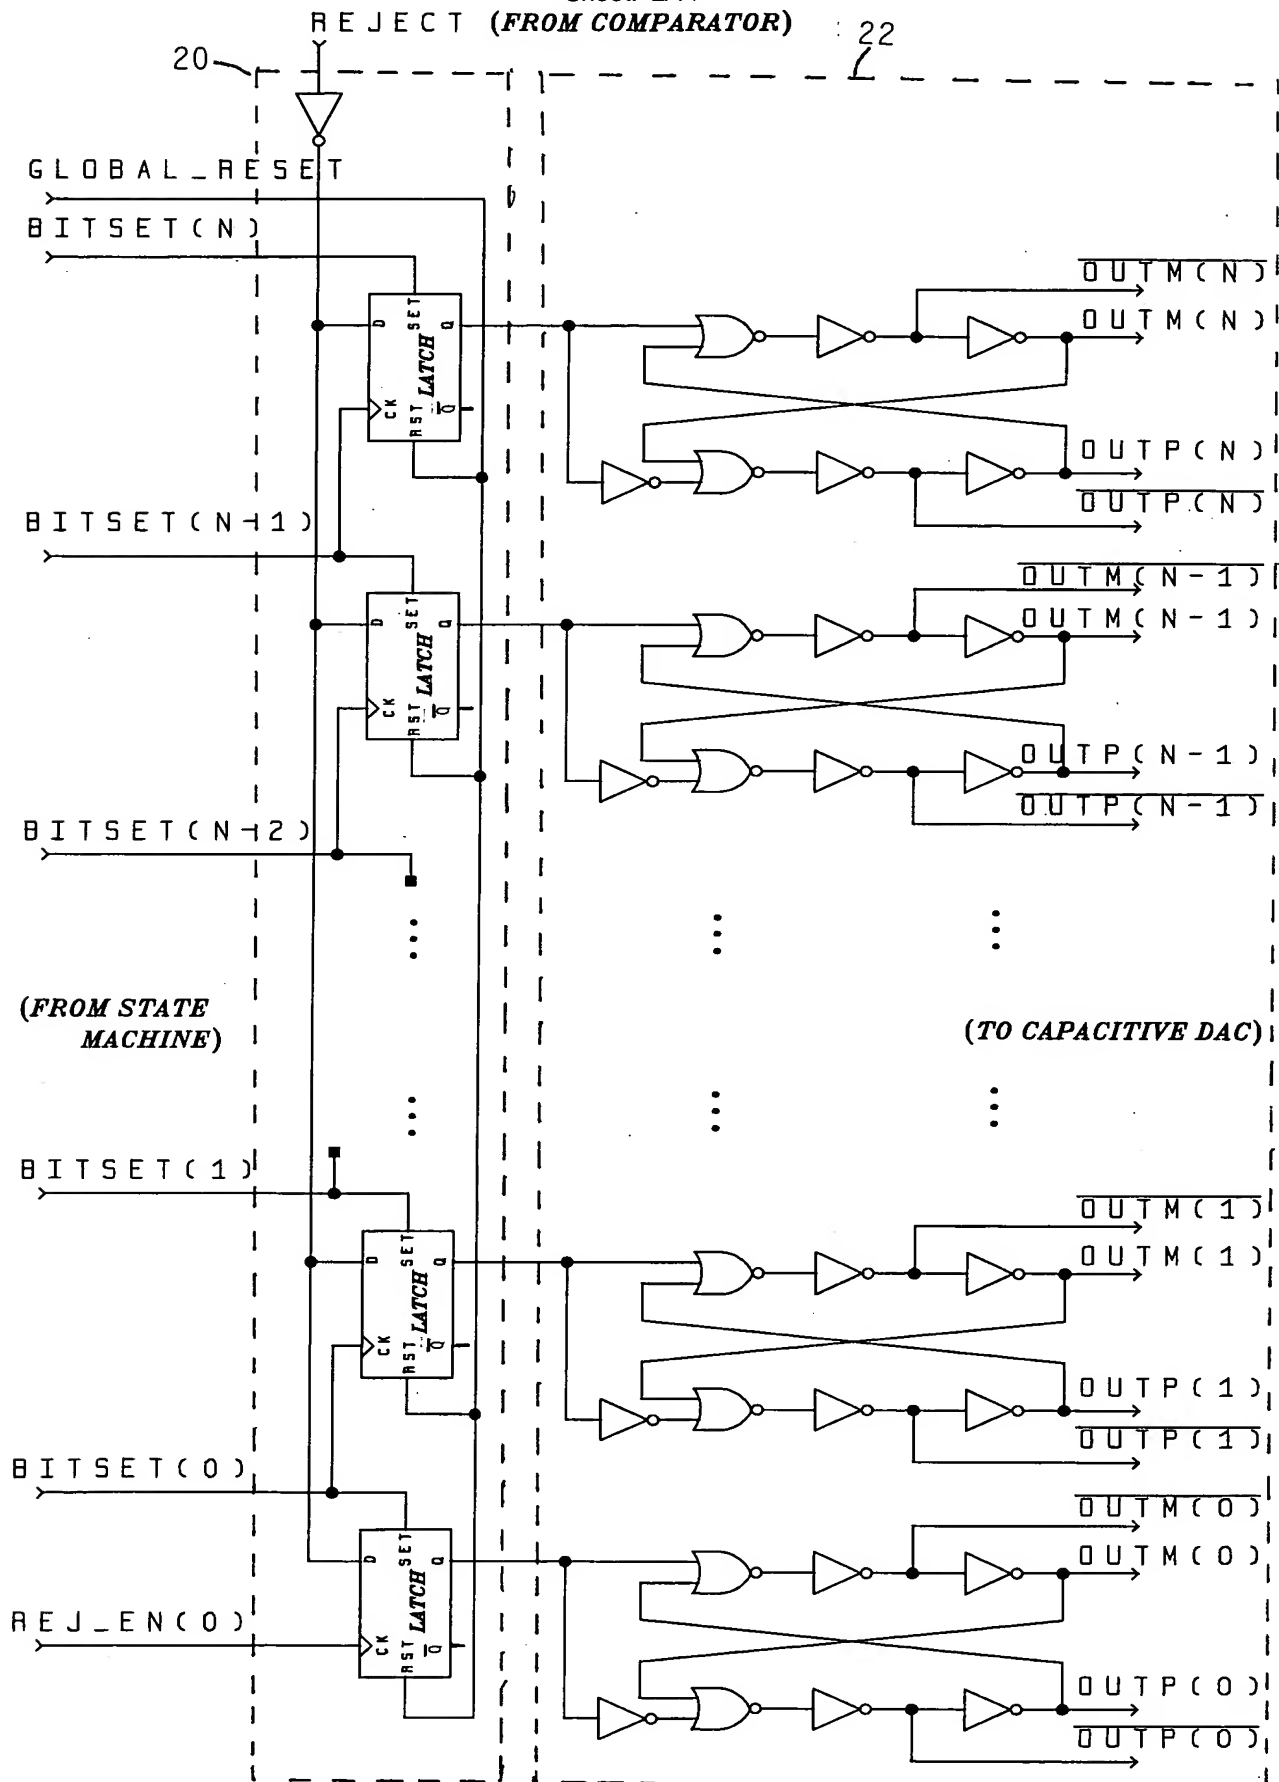 REJECT (FROM COMPARATOR)
20
22
GLOBAL_RESET
BITSET(N)
OUTM(N)
OUTM(N)
D SET Q
LATCH
CK RST Q
OUTP(N)
OUTP(N)
BITSET(N-1)
OUTM(N-1)
OUTM(N-1)
D SET Q
LATCH
CK RST Q
OUTP(N-1)
OUTP(N-1)
BITSET(N-2)
(FROM STATE
MACHINE)
(TO CAPACITIVE DAC)
BITSET(1)
OUTM(1)
OUTM(1)
D SET Q
LATCH
CK RST Q
OUTP(1)
OUTP(1)
BITSET(0)
OUTM(0)
OUTM(0)
D SET Q
LATCH
CK RST Q
REJ_EN(0)
OUTP(0)
OUTP(0)